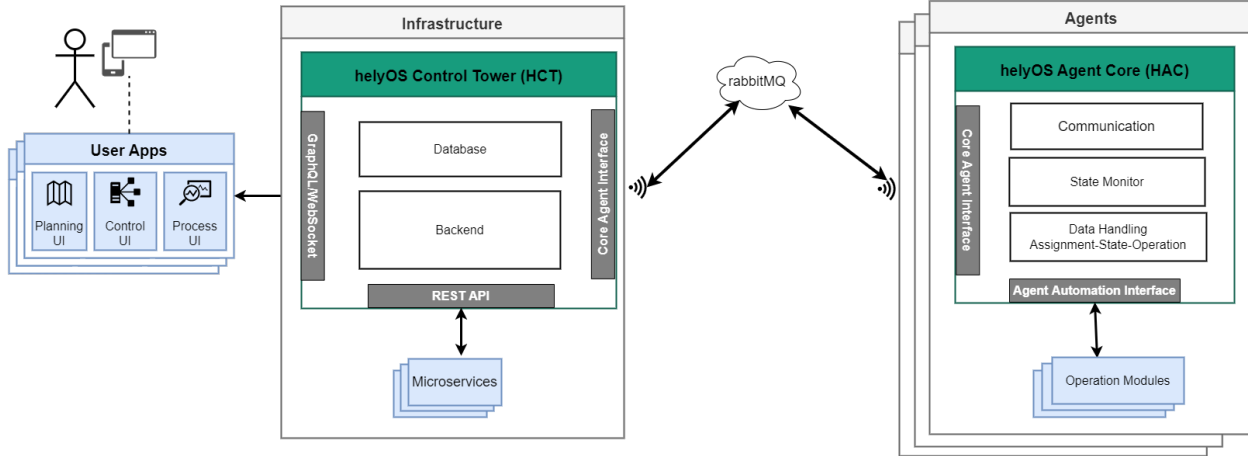 User Apps
Planning
UI
Control
UI
Process
UI
Infrastructure
helyOS Control Tower (HCT)
GraphQL/WebSocket
Database
Backend
Core Agent Interface
REST API
Microservices
rabbitMQ
Agents
helyOS Agent Core (HAC)
Core Agent Interface
Communication
State Monitor
Data Handling
Assignment-State-Operation
Agent Automation Interface
Operation Modules